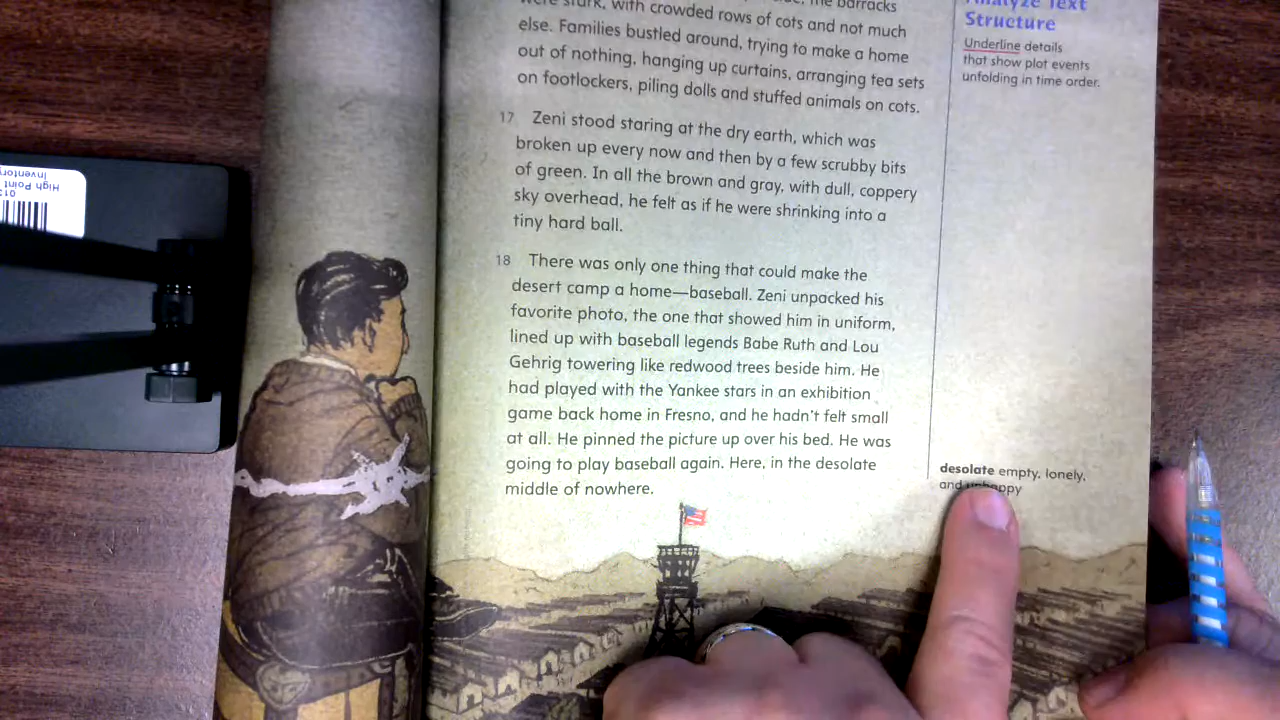 were stark, with crowded rows of cots and not much
else. Families bustled around, trying to make a home
out of nothing, hanging up curtains, arranging tea sets
on footlockers, piling dolls and stuffed animals on cots.
17 Zeni stood staring at the dry earth, which was
broken up every now and then by a few scrubby bits
of green. In all the brown and gray, with dull, coppery
sky overhead, he felt as if he were shrinking into a
tiny hard ball.
18 There was only one thing that could make the
desert camp a home—baseball. Zeni unpacked his
favorite photo, the one that showed him in uniform,
lined up with baseball legends Babe Ruth and Lou
Gehrig towering like redwood trees beside him. He
had played with the Yankee stars in an exhibition
game back home in Fresno, and he hadn't felt small
at all. He pinned the picture up over his bed. He was
going to play baseball again. Here, in the desolate
middle of nowhere.
Analyze Text
Structure
Underline details
that show plot events
unfolding in time order.
desolate empty, lonely,
and unhappy
High Point
Inventory